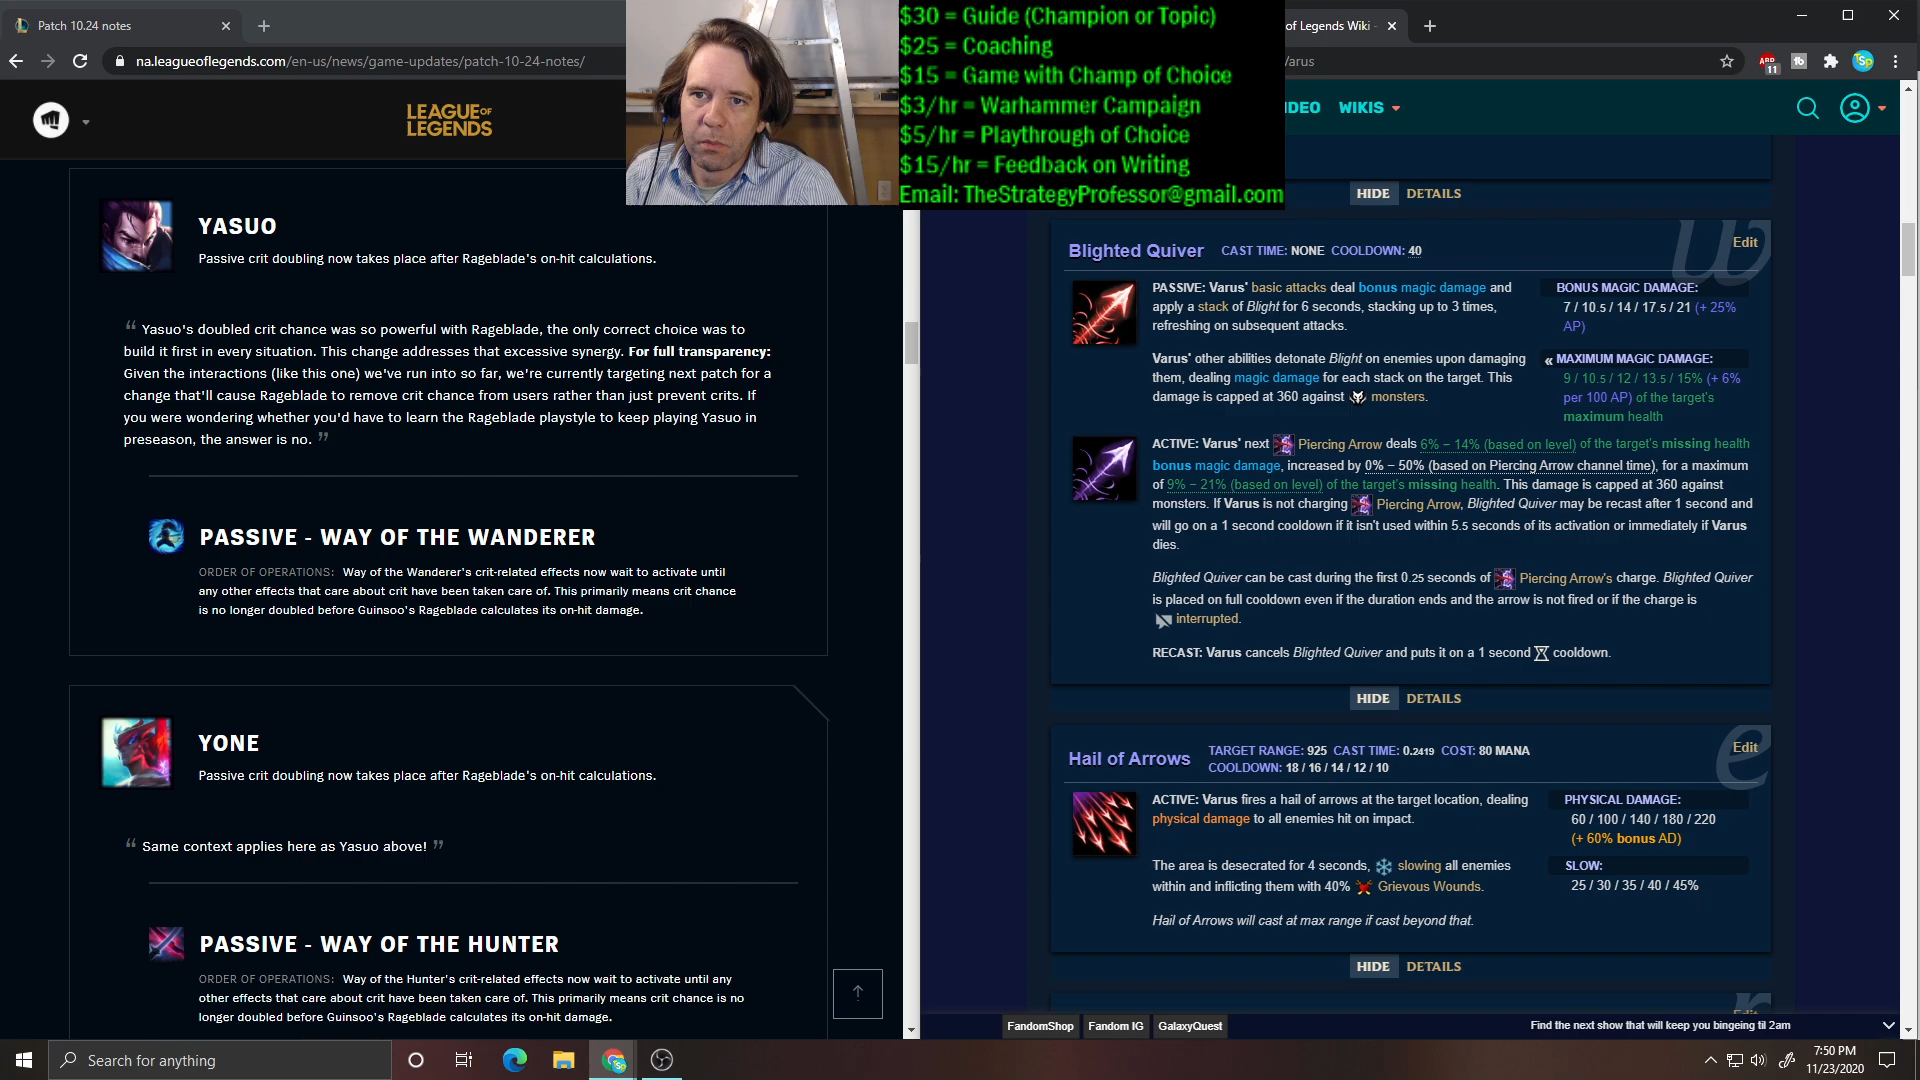 Patch 10.24 notes
na.leagueoflegends.com/en-us/news/game-updates/patch-10-24-notes/
LEAGUE OF
LEGENDS
YASUO
Passive crit doubling now takes place after Rageblade's on-hit calculations.
“ Yasuo's doubled crit chance was so powerful with Rageblade, the only correct choice was to
build it first in every situation. This change addresses that excessive synergy. For full transparency:
Given the interactions (like this one) we've run into so far, we're currently targeting next patch for a
change that'll cause Rageblade to remove crit chance from users rather than just prevent crits. If
you were wondering whether you'd have to learn the Rageblade playstyle to keep playing Yasuo in
preseason, the answer is no. ”
PASSIVE - WAY OF THE WANDERER
ORDER OF OPERATIONS: Way of the Wanderer's crit-related effects now wait to activate until
any other effects that care about crit have been taken care of. This primarily means crit chance
is no longer doubled before Guinsoo's Rageblade calculates its on-hit damage.
YONE
Passive crit doubling now takes place after Rageblade's on-hit calculations.
“ Same context applies here as Yasuo above! ”
PASSIVE - WAY OF THE HUNTER
ORDER OF OPERATIONS: Way of the Hunter's crit-related effects now wait to activate until any
other effects that care about crit have been taken care of. This primarily means crit chance is no
longer doubled before Guinsoo's Rageblade calculates its on-hit damage.
$30 = Guide (Champion or Topic)
$25 = Coaching
$15 = Game with Champ of Choice
$3/hr = Warhammer Campaign
$5/hr = Playthrough of Choice
$15/hr = Feedback on Writing
Email: TheStrategyProfessor@gmail.com
of Legends Wiki -
/arus
ABP
11
tb
TSp
IDEO WIKIS
HIDE DETAILS
w
Blighted Quiver CAST TIME: NONE COOLDOWN: 40
Edit
PASSIVE: Varus' basic attacks deal bonus magic damage and
apply a stack of Blight for 6 seconds, stacking up to 3 times,
refreshing on subsequent attacks.
BONUS MAGIC DAMAGE:
7 / 10.5 / 14 / 17.5 / 21 (+ 25%
AP)
Varus' other abilities detonate Blight on enemies upon damaging
them, dealing magic damage for each stack on the target. This
damage is capped at 360 against monsters.
« MAXIMUM MAGIC DAMAGE:
9 / 10.5 / 12 / 13.5 / 15% (+ 6%
per 100 AP) of the target's
maximum health
ACTIVE: Varus' next Piercing Arrow deals 6% − 14% (based on level) of the target's missing health
bonus magic damage, increased by 0% − 50% (based on Piercing Arrow channel time), for a maximum
of 9% − 21% (based on level) of the target's missing health. This damage is capped at 360 against
monsters. If Varus is not charging Piercing Arrow, Blighted Quiver may be recast after 1 second and
will go on a 1 second cooldown if it isn't used within 5.5 seconds of its activation or immediately if Varus
dies.
Blighted Quiver can be cast during the first 0.25 seconds of Piercing Arrow's charge. Blighted Quiver
is placed on full cooldown even if the duration ends and the arrow is not fired or if the charge is
interrupted.
RECAST: Varus cancels Blighted Quiver and puts it on a 1 second cooldown.
HIDE DETAILS
e
Hail of Arrows TARGET RANGE: 925 CAST TIME: 0.2419 COST: 80 MANA
COOLDOWN: 18 / 16 / 14 / 12 / 10
Edit
ACTIVE: Varus fires a hail of arrows at the target location, dealing
physical damage to all enemies hit on impact.
PHYSICAL DAMAGE:
60 / 100 / 140 / 180 / 220
(+ 60% bonus AD)
The area is desecrated for 4 seconds, slowing all enemies
within and inflicting them with 40% Grievous Wounds.
SLOW:
25 / 30 / 35 / 40 / 45%
Hail of Arrows will cast at max range if cast beyond that.
HIDE DETAILS
r
Edit
FandomShop Fandom IG GalaxyQuest
Find the next show that will keep you bingeing til 2am
Search for anything
7:50 PM
11/23/2020